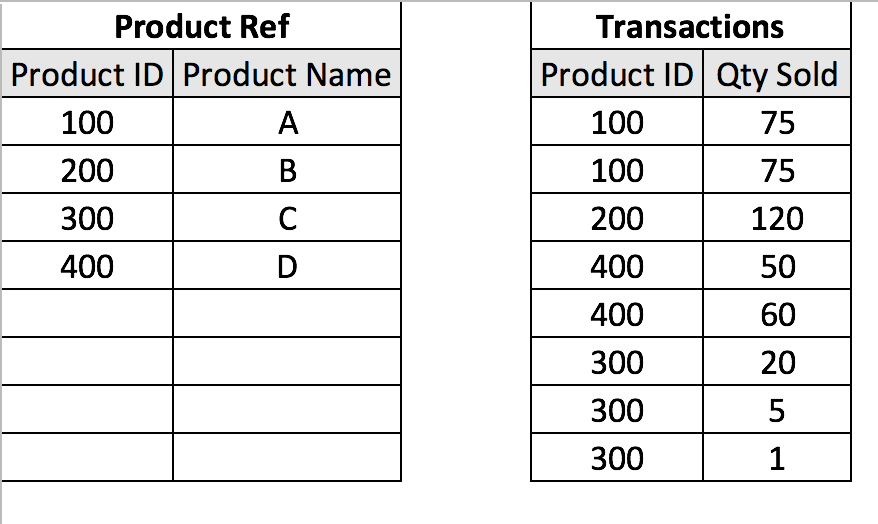 Product Ref
Product ID Product Name
100 A
200 B
300 C
400 D
Transactions
Product ID Qty Sold
100 75
100 75
200 120
400 50
400 60
300 20
300 5
300 1